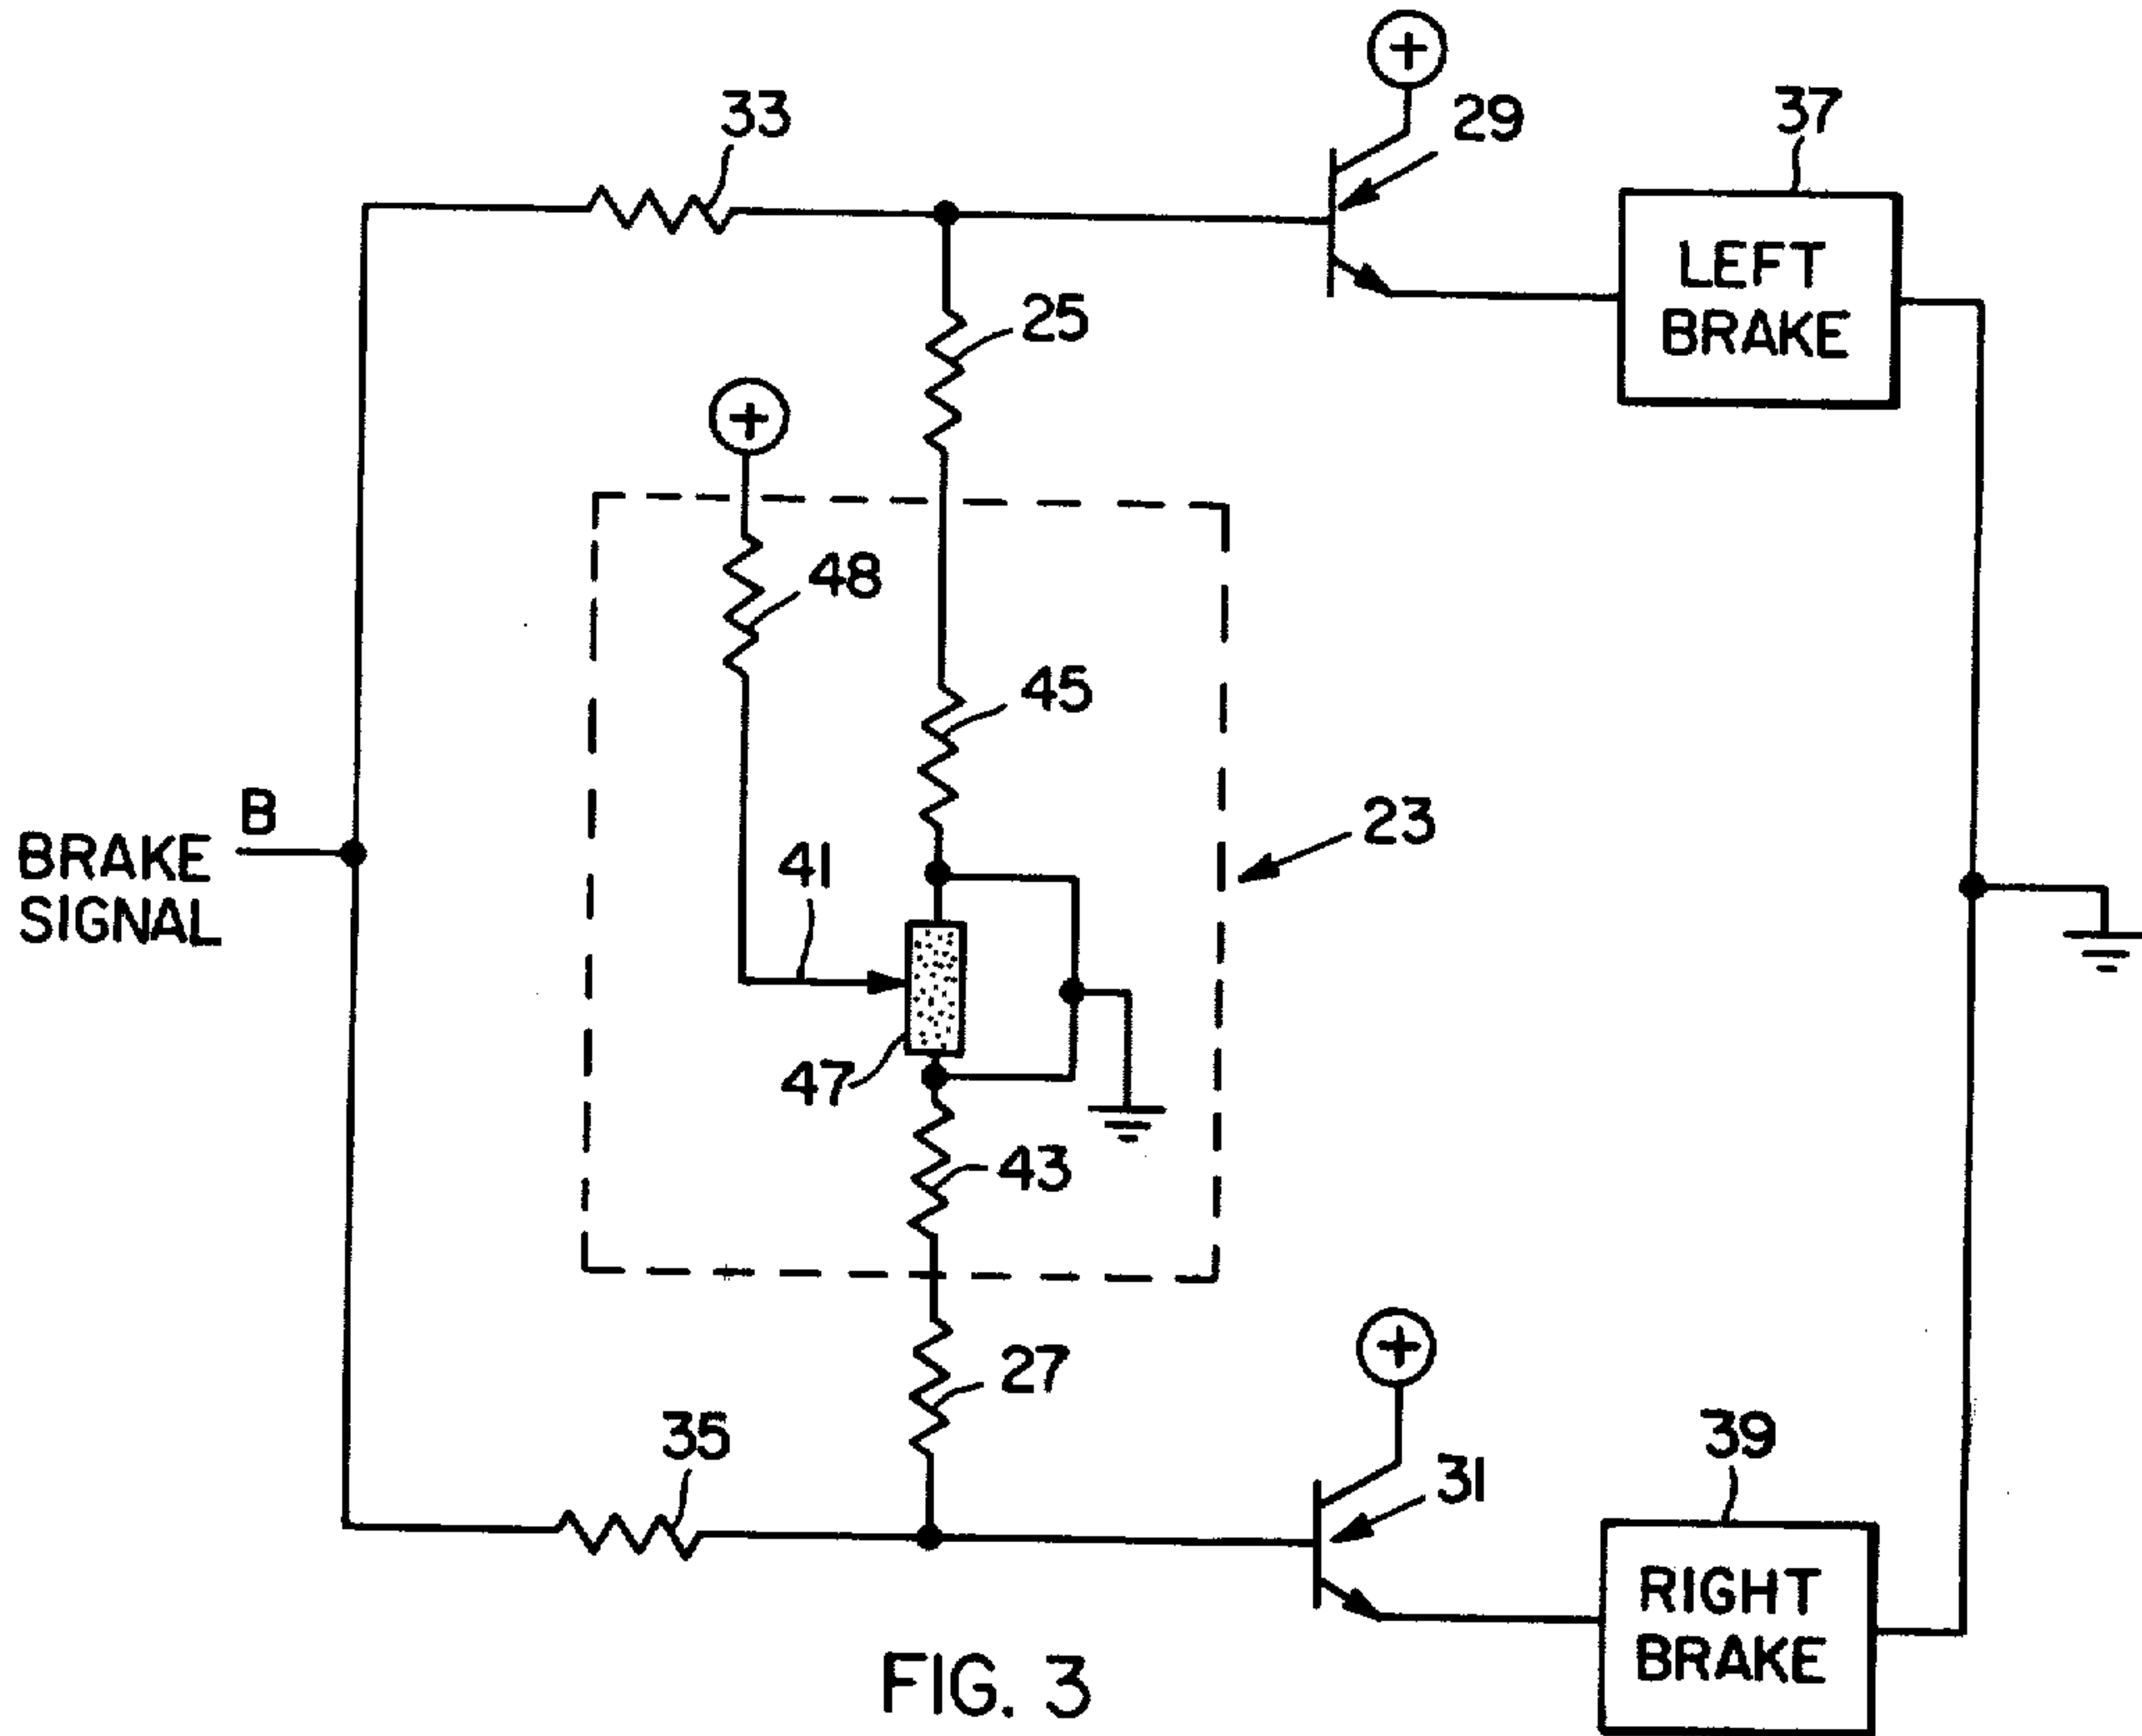 33
29
37
LEFT
BRAKE
25
+
+
48
45
B
BRAKE
SIGNAL
41
23
47
43
27
+
35
31
39
RIGHT
BRAKE
FIG. 3